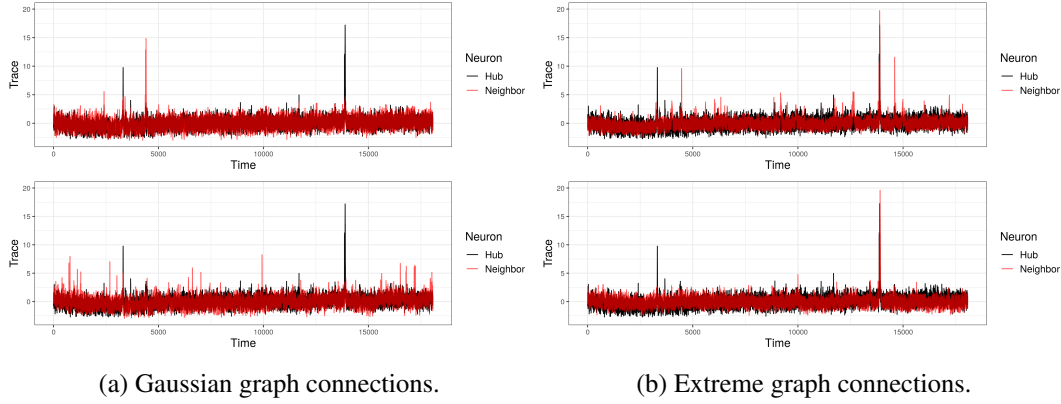 20
15
10
5
0
Trace
0
5000
10000
15000
Time
Neuron
Hub
Neighbor
20
15
10
5
0
Trace
0
5000
10000
15000
Time
Neuron
Hub
Neighbor
20
15
10
5
0
Trace
0
5000
10000
15000
Time
Neuron
Hub
Neighbor
20
15
10
5
0
Trace
0
5000
10000
15000
Time
Neuron
Hub
Neighbor
(a) Gaussian graph connections.
(b) Extreme graph connections.